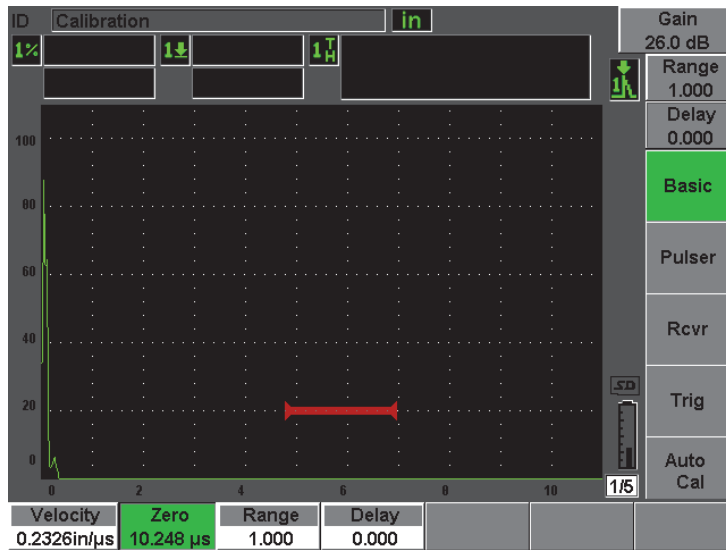 ID Calibration in
Gain
26.0 dB
1% 1 1 T H
Range
1.000
1
Delay
0.000
100
Basic
80
Pulser
60
Rcvr
40
SD
Trig
20
Auto
Cal
0
0 2 4 6 8 10
1/5
Velocity Zero Range Delay
0.2326in/µs 10.248 µs 1.000 0.000